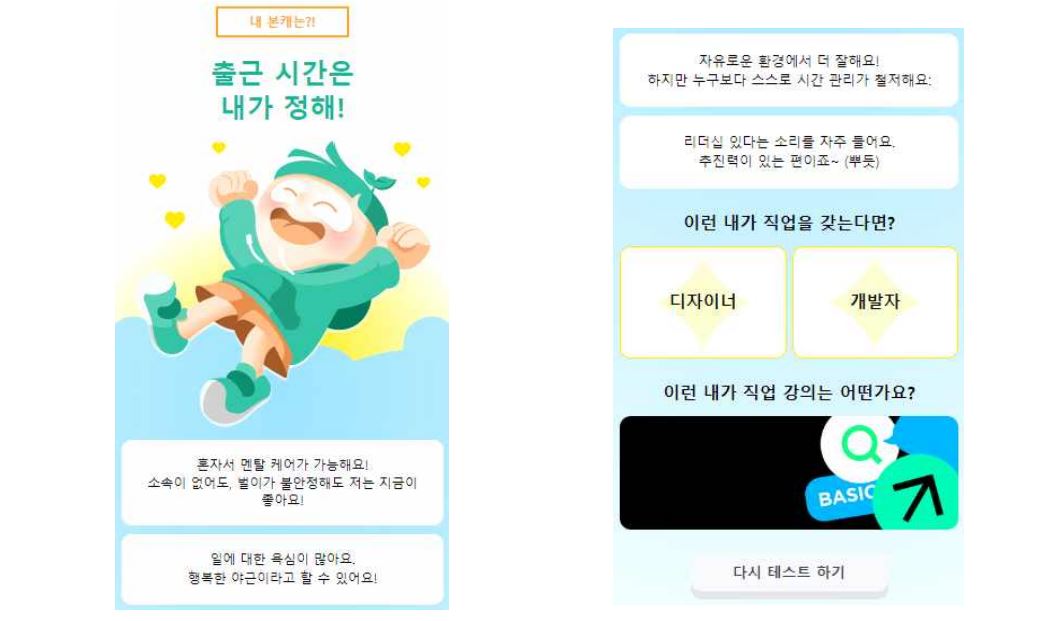 내 본캐는?!
출근 시간은
내가 정해!
혼자서 멘탈 케어가 가능해요!
소속이 없어도, 벌이가 불안정해도 저는 지금이
좋아요!
일에 대한 욕심이 많아요.
행복한 야근이라고 할 수 있어요!
자유로운 환경에서 더 잘해요!
하지만 누구보다 스스로 시간 관리가 철저해요:
리더십 있다는 소리를 자주 들어요.
추진력이 있는 편이죠~ (뿌듯)
이런 내가 직업을 갖는다면?
디자이너
개발자
이런 내가 직업 강의는 어떤가요?
BASIC
다시 테스트 하기